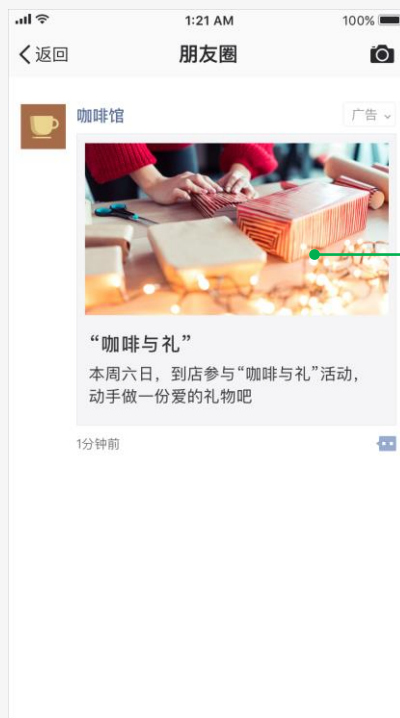 1:21 AM
100%
返回
朋友圈
咖啡馆
广告
“咖啡与礼”
本周六日，到店参与“咖啡与礼”活动，
动手做一份爱的礼物吧
1分钟前